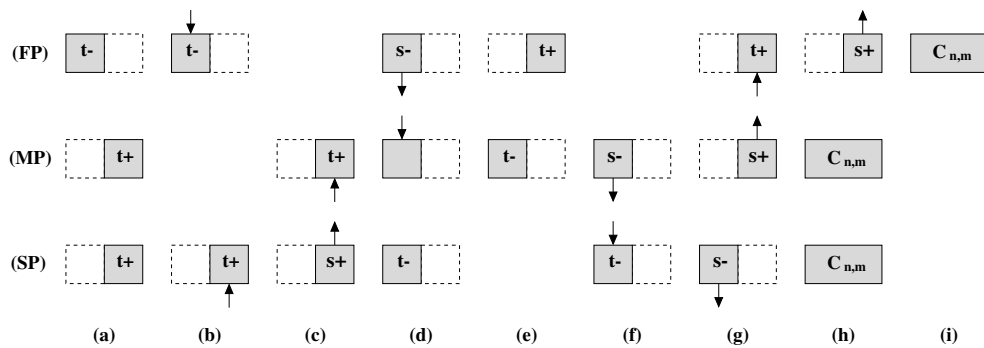 (FP) t- t- s- t+ t+ s+ C n,m
(MP) t+ t+ t- s- s+ C n,m
(SP) t+ t+ s+ t- t- s- C n,m
(a) (b) (c) (d) (e) (f) (g) (h) (i)